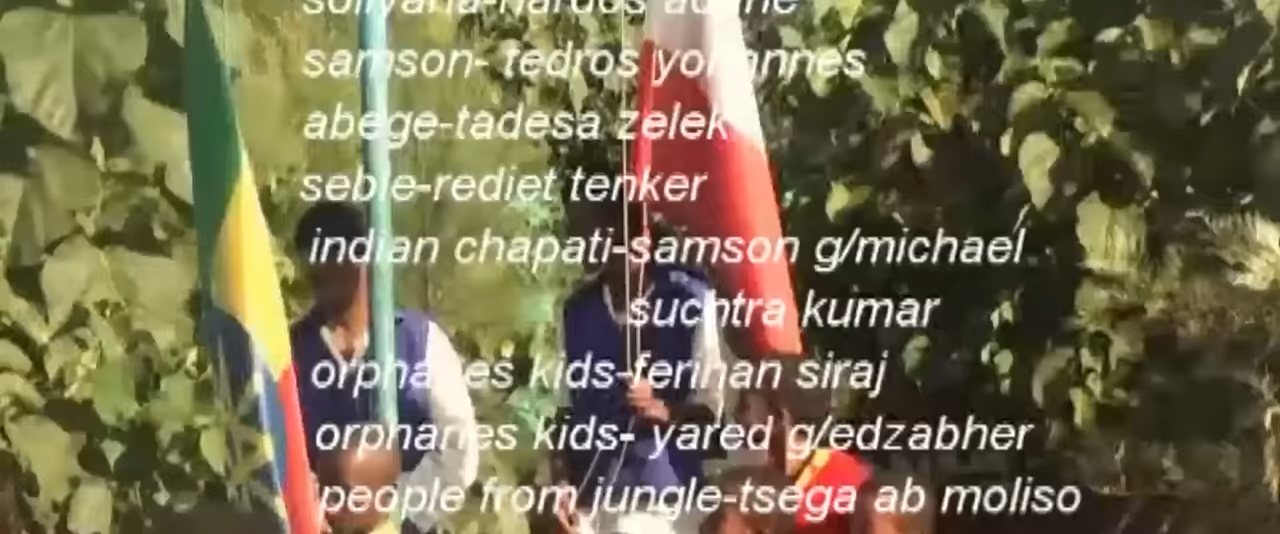 samson- tedros yohannes
abege-tadesa zelek
seble-rediet tenker
indian chapati-samson g/michael
suchtra kumar
orphanes kids-ferihan siraj
orphanes kids- yared g/edzabher
people from jungle-tsega ab moliso